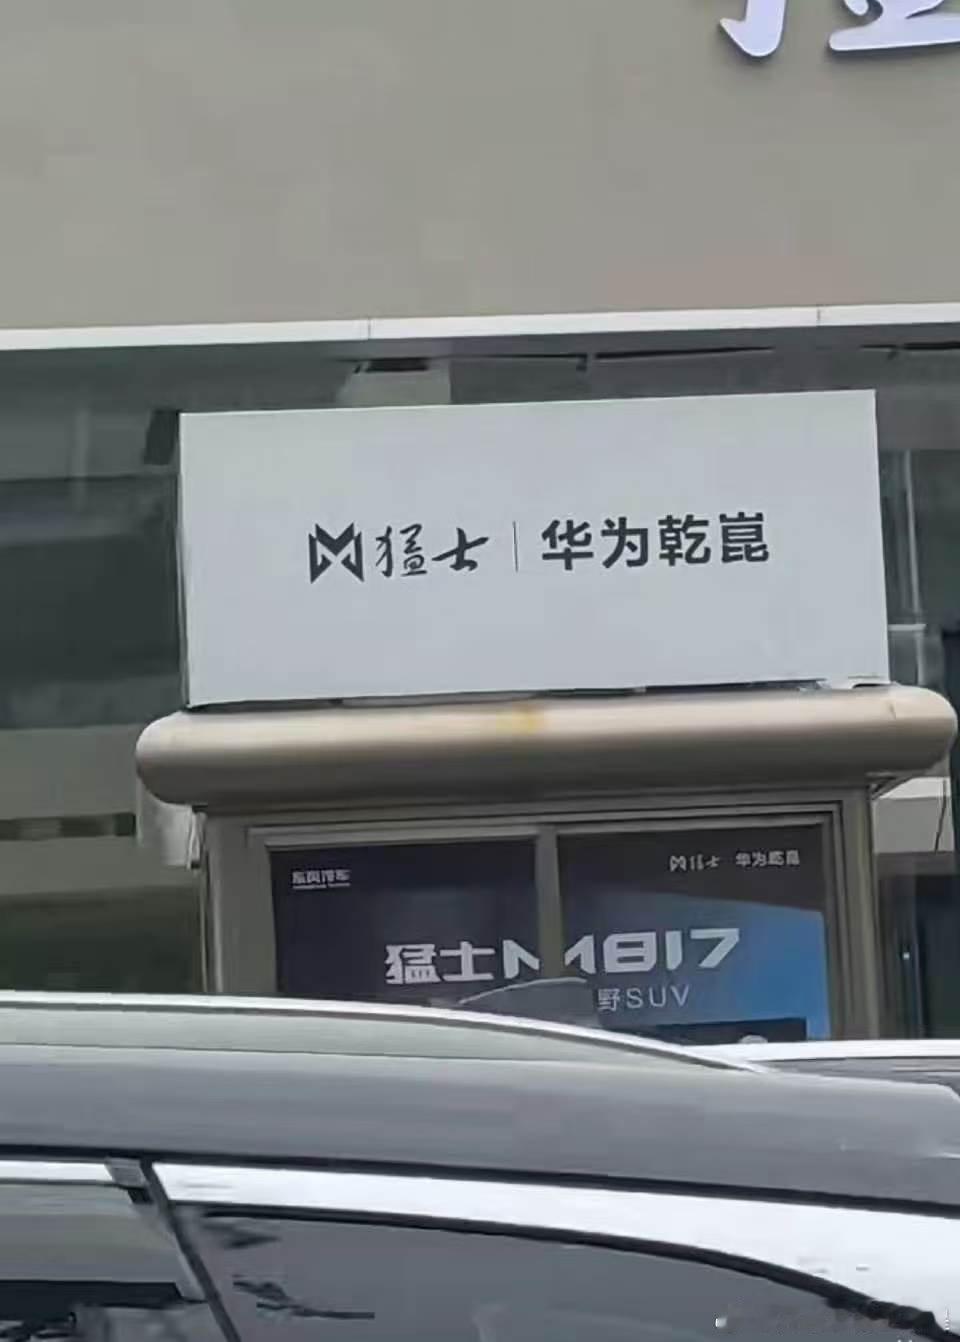 猛士 | 华为乾崑
东风汽车
猛士 华为乾崑
猛士M817
野SUV